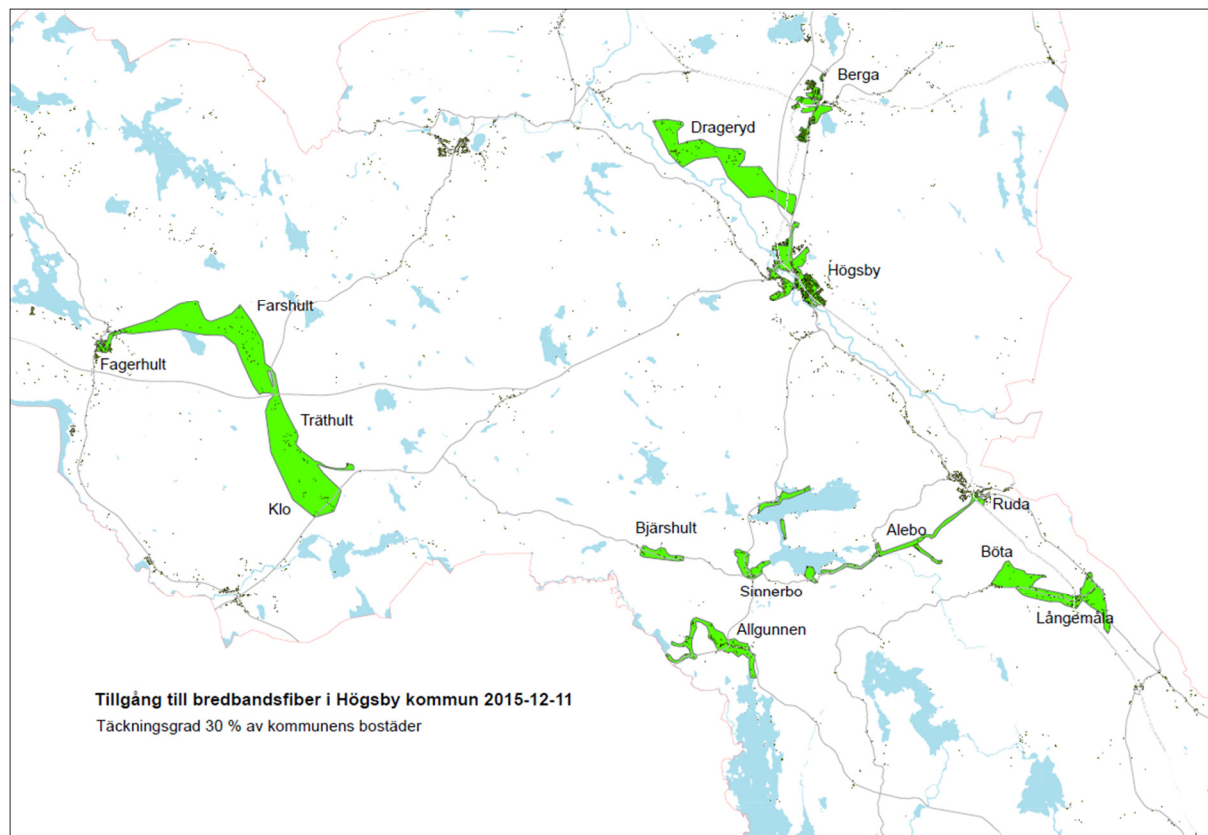 Berga
Drageryd
Högsby
Farshult
Fagerhult
Träthult
Klo
Ruda
Bjärshult
Alebo
Böta
Sinnerbo
Långemåla
Allgunnen
Tillgång till bredbandsfiber i Högsby kommun 2015-12-11
Täckningsgrad 30 % av kommunens bostäder